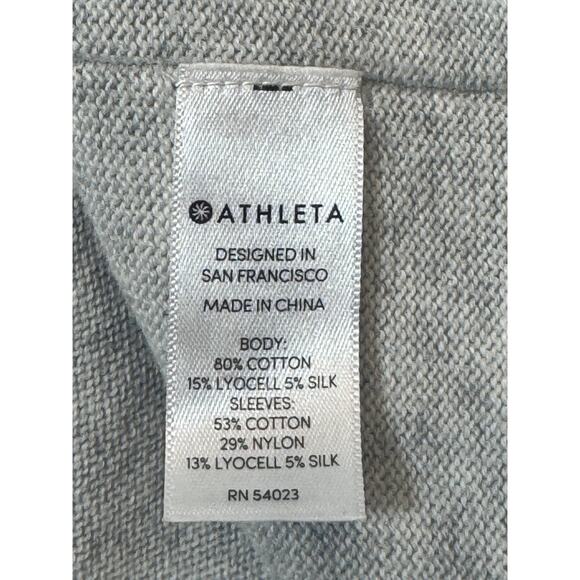 ATHLETA
DESIGNED IN
SAN FRANCISCO
MADE IN CHINA
BODY:
80% COTTON
15% LYOCELL 5% SILK
SLEEVES:
53% COTTON
29% NYLON
13% LYOCELL 5% SILK
RN 54023